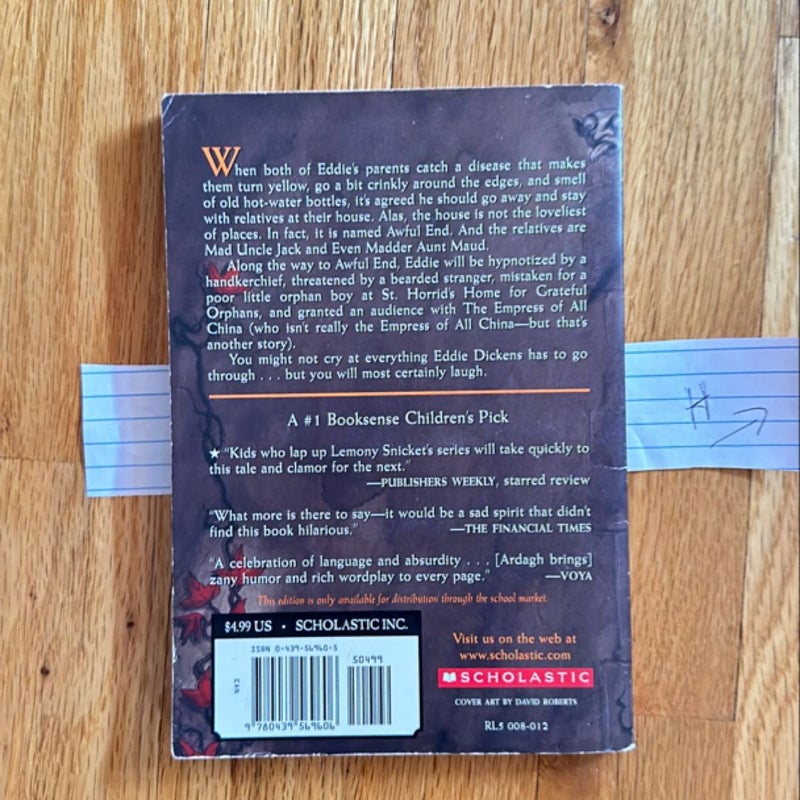 When both of Eddie's parents catch a disease that makes
them turn yellow, go a bit crinkly around the edges, and smell
of old hot-water bottles, it's agreed he should go away and stay
with relatives at their house. Alas, the house is not the loveliest
of places. In fact, it is named Awful End. And the relatives are
Mad Uncle Jack and Even Madder Aunt Maud.
Along the way to Awful End, Eddie will be hypnotized by a
handkerchief, threatened by a bearded stranger, mistaken for a
poor little orphan boy at St. Horrid's Home for Grateful
Orphans, and granted an audience with The Empress of All
China (who isn't really the Empress of All China—but that's
another story).
You might not cry at everything Eddie Dickens has to go
through . . . but you will most certainly laugh.
A #1 Booksense Children's Pick
★ "Kids who lap up Lemony Snicket's series will take quickly to
this tale and clamor for the next."
—PUBLISHERS WEEKLY, starred review
"What more is there to say—it would be a sad spirit that didn't
find this book hilarious." —THE FINANCIAL TIMES
"A celebration of language and absurdity . . . [Ardagh brings]
zany humor and rich wordplay to every page." —VOYA
This edition is only available for distribution through the school market.
$4.99 US • SCHOLASTIC INC.
ISBN 0-439-56960-5
50499
9 780439 569606
Visit us on the web at
www.scholastic.com
SCHOLASTIC
COVER ART BY DAVID ROBERTS
RL5 008-012
H